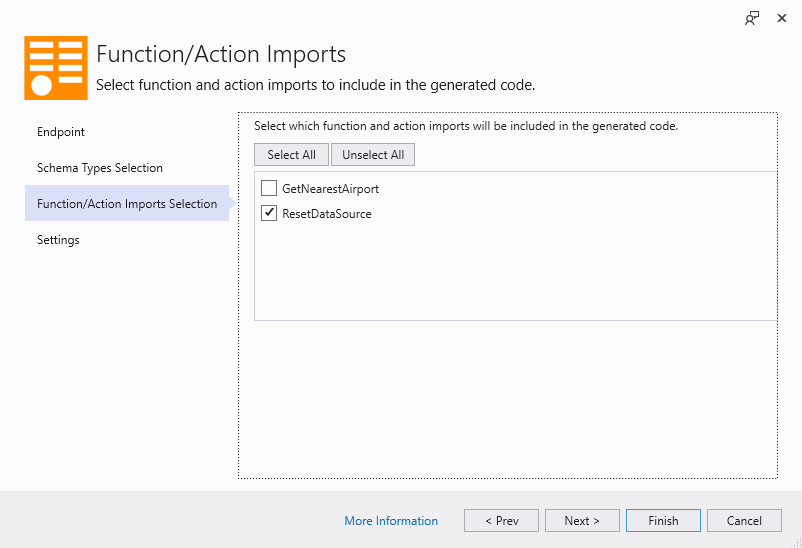 Function/Action Imports
Select function and action imports to include in the generated code.
Endpoint
Schema Types Selection
Function/Action Imports Selection
Settings
Select which function and action imports will be included in the generated code.
Select All
Unselect All
GetNearestAirport
ResetDataSource
More Information
< Prev
Next >
Finish
Cancel